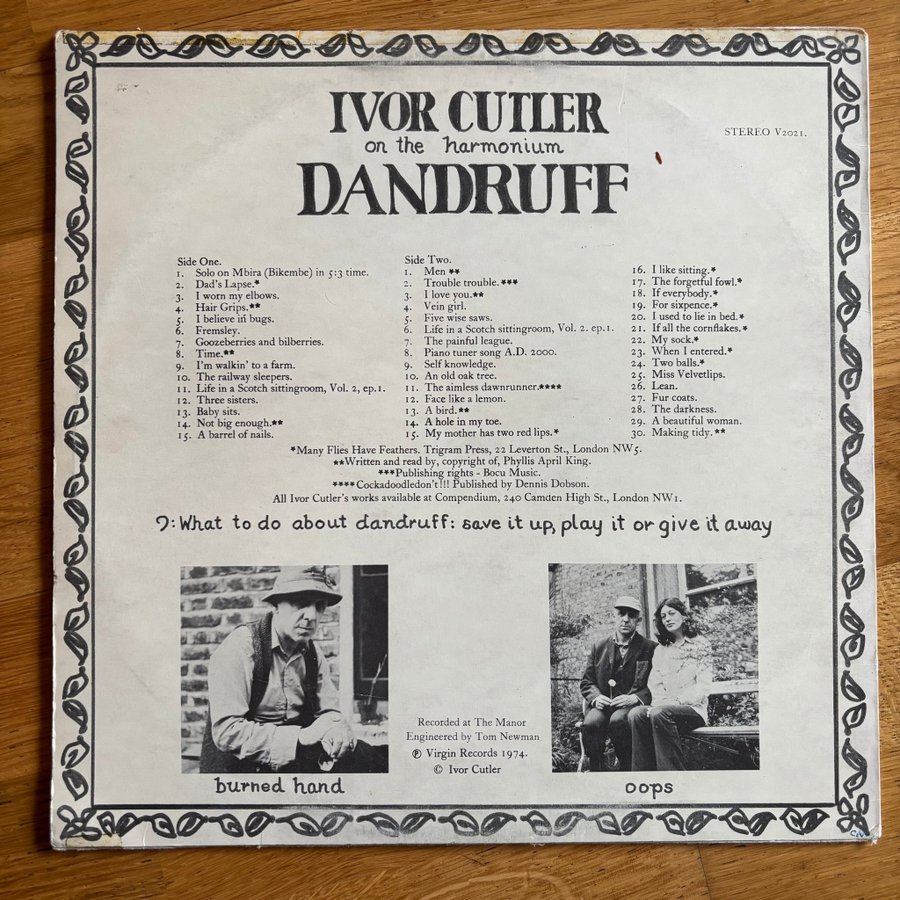 IVOR CUTLER
on the harmonium
DANDRUFF
STEREO V2021.
Side One.
1. Solo on Mbira (Bikembe) in 5:3 time.
2. Dad's Lapse.*
3. I worn my elbows.
4. Hair Grips.**
5. I believe in bugs.
6. Fremsley.
7. Goozeberries and bilberries.
8. Time.**
9. I'm walkin' to a farm.
10. The railway sleepers.
11. Life in a Scotch sittingroom, Vol. 2, ep.1.
12. Three sisters.
13. Baby sits.
14. Not big enough.**
15. A barrel of nails.
Side Two.
1. Men **
2. Trouble trouble.***
3. I love you.**
4. Vein girl.
5. Five wise saws.
6. Life in a Scotch sittingroom, Vol. 2. ep.1.
7. The painful league.
8. Piano tuner song A.D. 2000.
9. Self knowledge.
10. An old oak tree.
11. The aimless dawnrunner.****
12. Face like a lemon.
13. A bird.**
14. A hole in my toe.
15. My mother has two red lips.*
16. I like sitting.*
17. The forgetful fowl.*
18. If everybody.*
19. For sixpence.*
20. I used to lie in bed.*
21. If all the cornflakes.*
22. My sock.*
23. When I entered.*
24. Two balls.*
25. Miss Velvetlips.
26. Lean.
27. Fur coats.
28. The darkness.
29. A beautiful woman.
30. Making tidy.**
*Many Flies Have Feathers. Trigram Press, 22 Leverton St., London NW5.
**Written and read by, copyright of, Phyllis April King.
***Publishing rights - Bocu Music.
****Cockadoodledon't!!! Published by Dennis Dobson.
All Ivor Cutler's works available at Compendium, 240 Camden High St., London NW1.
?: What to do about dandruff: save it up, play it or give it away
Recorded at The Manor
Engineered by Tom Newman
℗ Virgin Records 1974.
© Ivor Cutler
burned hand
oops